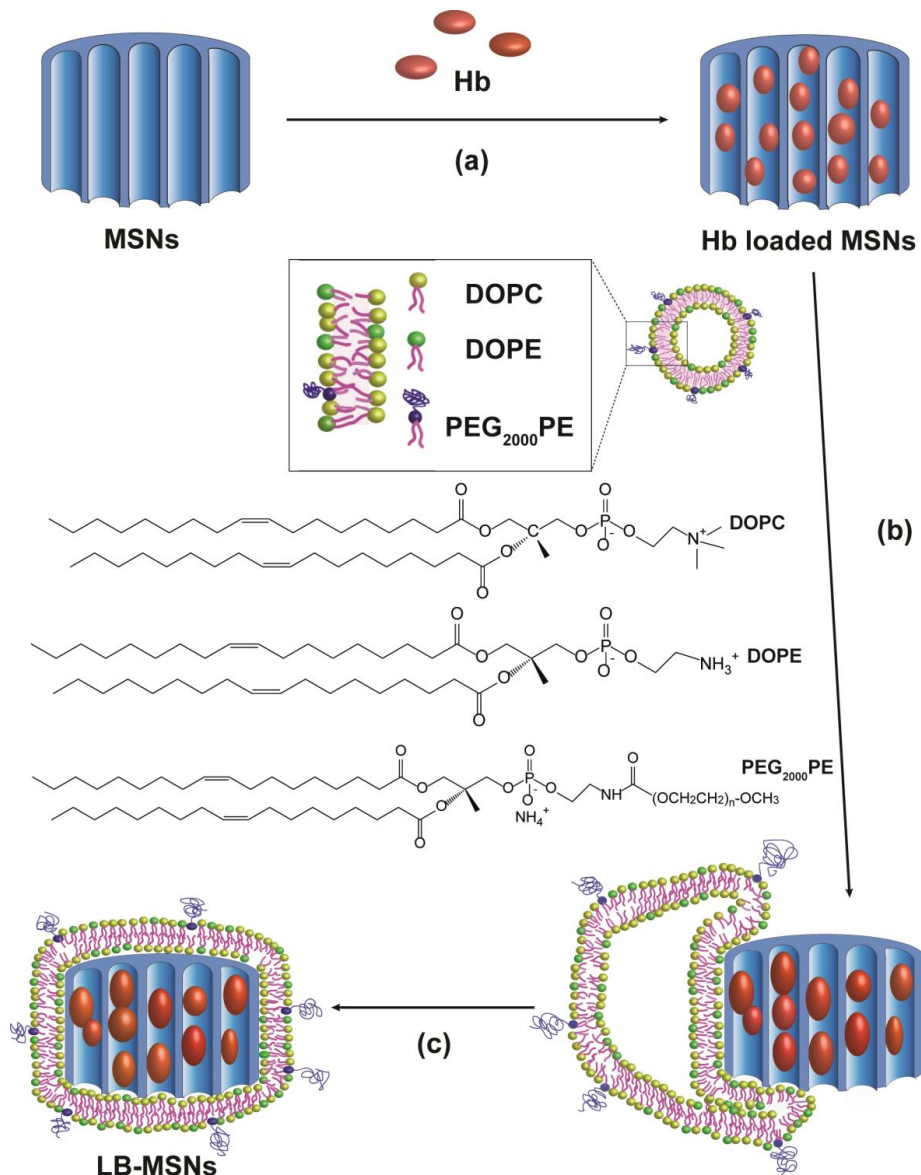 Hb
(a)
MSNs
Hb loaded MSNs
DOPC
DOPE
PEG2000PE
(b)
O
O
O
P
O
O
-
O
C
O
O
N+
DOPC
O
O
O
P
O
O
-
O
O
O
NH3+
DOPE
O
O
O
P
O
O
-
NH4+
O
O
O
NH
O
(OCH2CH2)n-OCH3
PEG2000PE
(c)
LB-MSNs